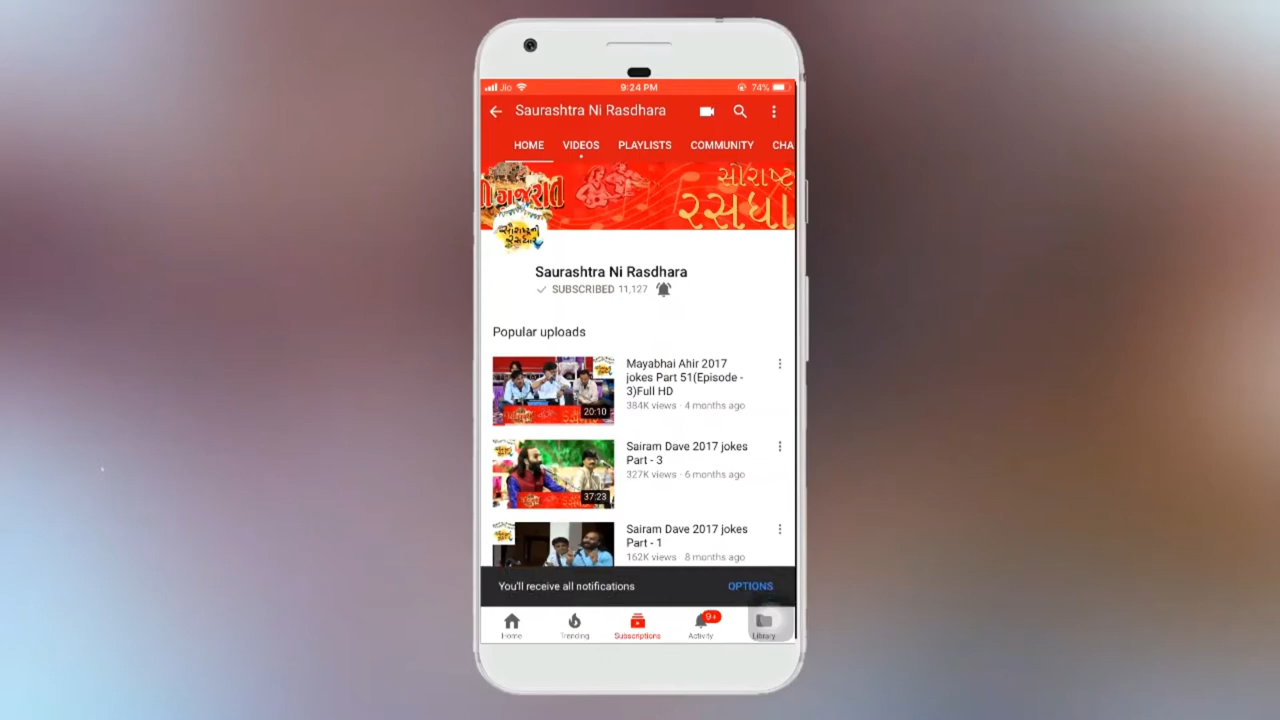 Jio
9:24 PM
74%
Saurashtra Ni Rasdhara
HOME
VIDEOS
PLAYLISTS
COMMUNITY
CHA
સૌરાષ્ટ્ર
રસધા
Saurashtra Ni Rasdhara
SUBSCRIBED 11,127
Popular uploads
Mayabhai Ahir 2017
jokes Part 51(Episode -
3)Full HD
384K views · 4 months ago
20:10
Sairam Dave 2017 jokes
Part - 3
327K views · 6 months ago
37:23
Sairam Dave 2017 jokes
Part - 1
162K views · 8 months ago
You'll receive all notifications
OPTIONS
9+
Home
Trending
Subscriptions
Activity
Library